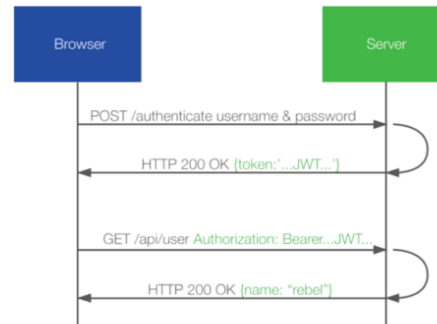 Browser
Server
POST /authenticate username & password
HTTP 200 OK {token:'...JWT...'}
GET /api/user Authorization: Bearer...JWT...
HTTP 200 OK {name: “rebel”}